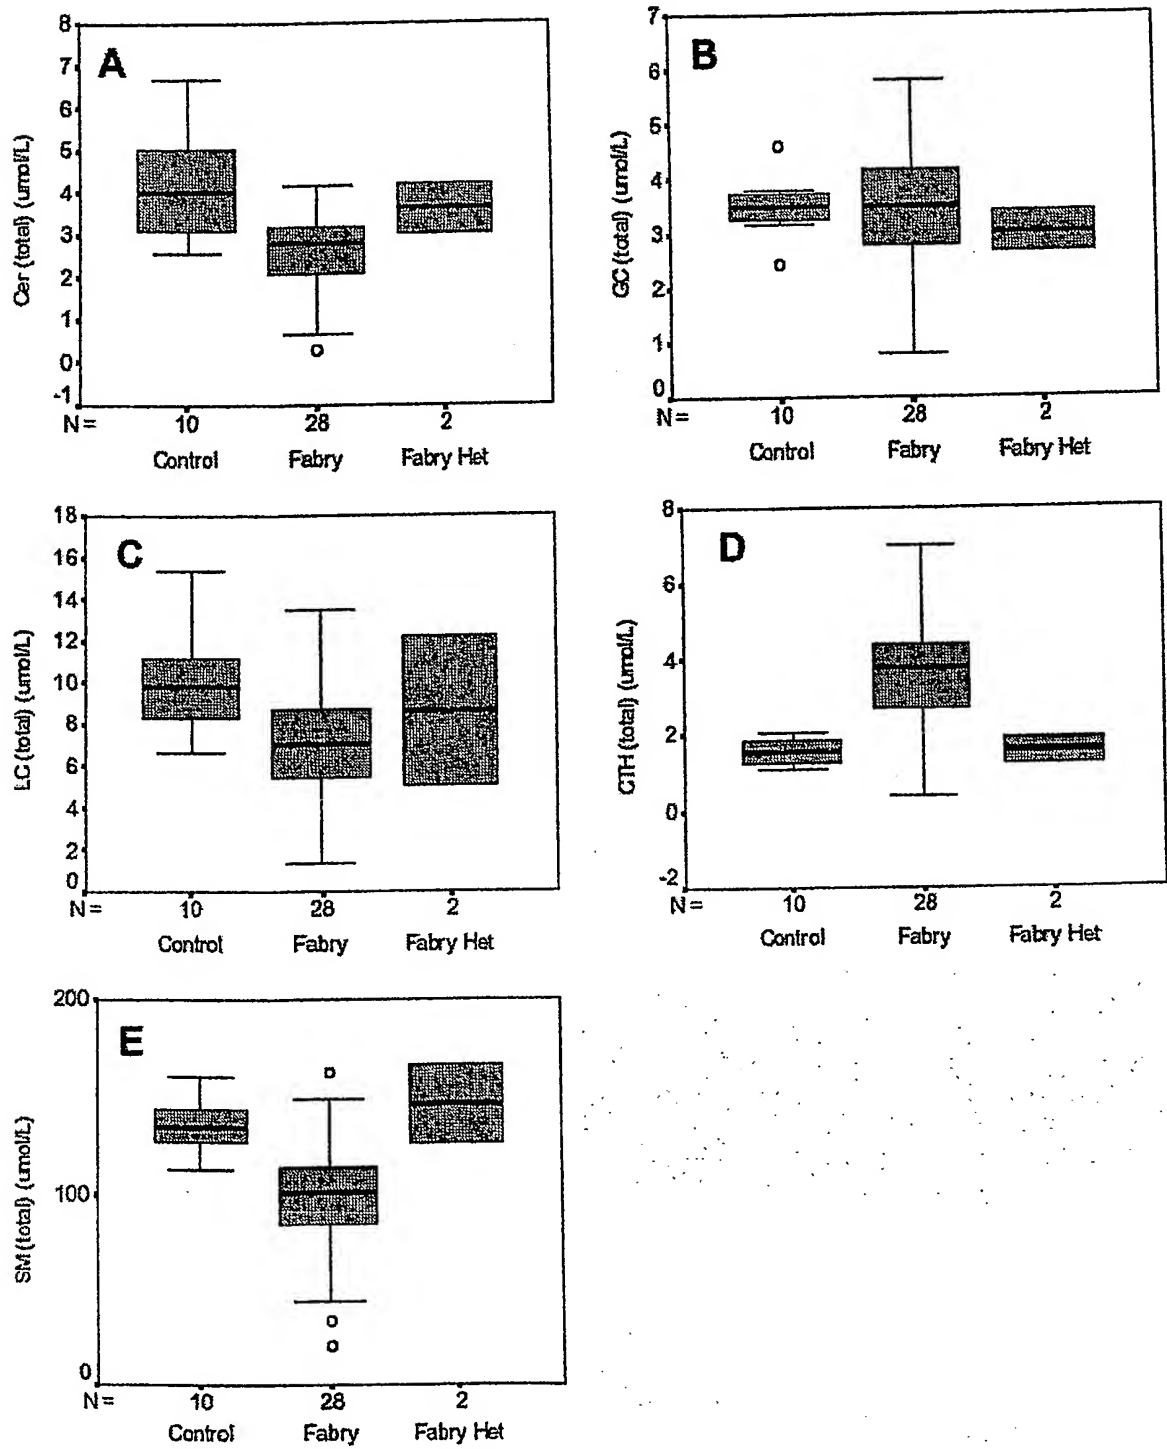 A
Cer (total) (umol/L)
8
7
6
5
4
3
2
1
0
-1
N= 10 28 2
Control Fabry Fabry Het
B
GC (total) (umol/L)
7
6
5
4
3
2
1
0
N= 10 28 2
Control Fabry Fabry Het
C
LC (total) (umol/L)
18
16
14
12
10
8
6
4
2
0
N= 10 28 2
Control Fabry Fabry Het
D
CTH (total) (umol/L)
8
6
4
2
0
-2
N= 10 28 2
Control Fabry Fabry Het
E
SM (total) (umol/L)
200
100
0
N= 10 28 2
Control Fabry Fabry Het